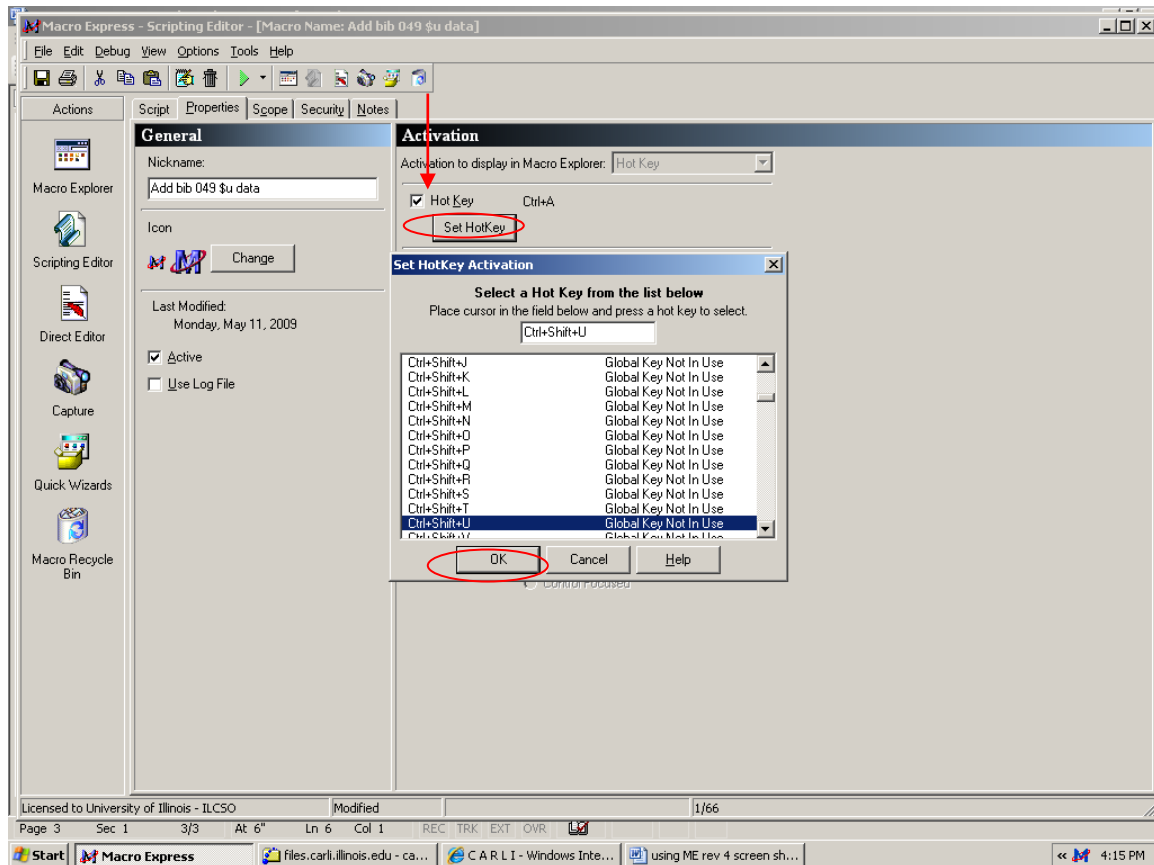 Macro Express - Scripting Editor - [Macro Name: Add bib 049 $u data]
File Edit Debug View Options Tools Help
Actions
Script Properties Scope Security Notes
General
Activation
Nickname:
Activation to display in Macro Explorer: Hot Key
Macro Explorer
Add bib 049 $u data
Hot Key Ctrl+A
Icon
Set HotKey
Scripting Editor
Change
Set HotKey Activation
Select a Hot Key from the list below
Last Modified:
Place cursor in the field below and press a hot key to select.
Monday, May 11, 2009
Ctrl+Shift+U
Direct Editor
Active
Ctrl+Shift+J Global Key Not In Use
Ctrl+Shift+K Global Key Not In Use
Use Log File
Ctrl+Shift+L Global Key Not In Use
Ctrl+Shift+M Global Key Not In Use
Capture
Ctrl+Shift+N Global Key Not In Use
Ctrl+Shift+O Global Key Not In Use
Ctrl+Shift+P Global Key Not In Use
Ctrl+Shift+Q Global Key Not In Use
Quick Wizards
Ctrl+Shift+R Global Key Not In Use
Ctrl+Shift+S Global Key Not In Use
Ctrl+Shift+T Global Key Not In Use
Ctrl+Shift+U Global Key Not In Use
Ctrl+Shift+V Global Key Not In Use
Macro Recycle
Bin
OK Cancel Help
Control Focused
Licensed to University of Illinois - ILCSO Modified 1/66
Page 3 Sec 1 3/3 At 6" Ln 6 Col 1 REC TRK EXT OVR
Start Macro Express files.carli.illinois.edu - ca... C A R L I - Windows Inte... using ME rev 4 screen sh... « 4:15 PM